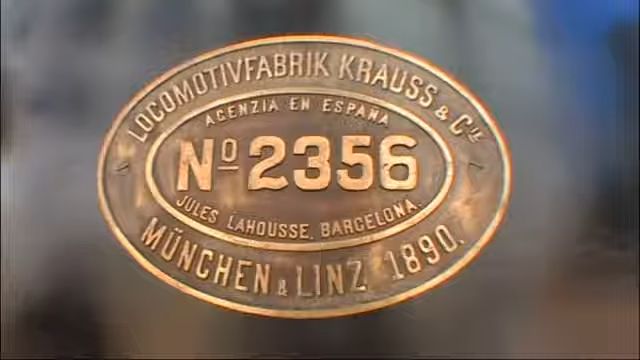 LOCOMOTIVFABRIK KRAUSS & Cie
AGENZIA EN ESPAÑA
Nº 2356
JULES LAHOUSSE, BARCELONA.
MÜNCHEN & LINZ 1890.